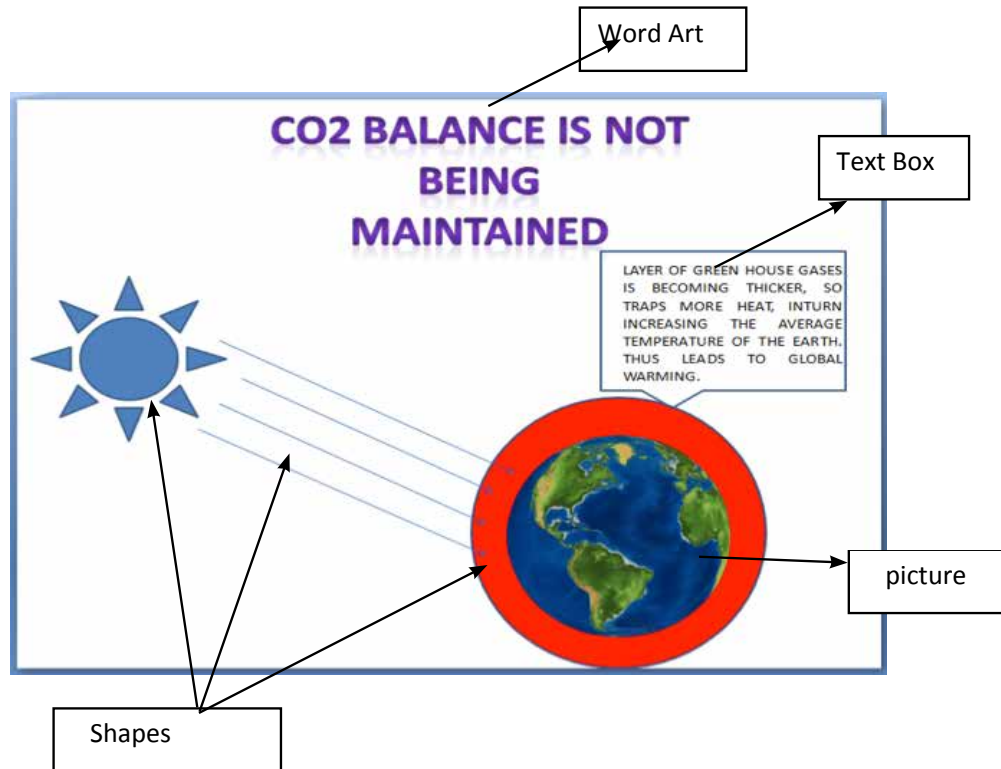 Word Art
CO2 BALANCE IS NOT
BEING
MAINTAINED
Text Box
LAYER OF GREEN HOUSE GASES
IS BECOMING THICKER, SO
TRAPS MORE HEAT, INTURN
INCREASING THE AVERAGE
TEMPERATURE OF THE EARTH.
THUS LEADS TO GLOBAL
WARMING.
picture
Shapes